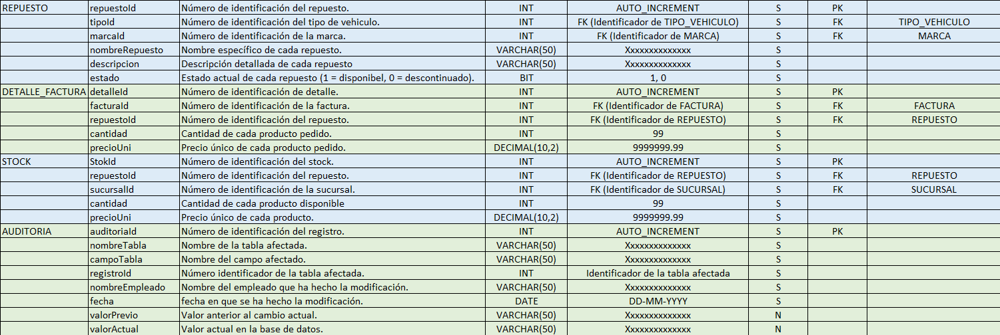 REPUESTO repuestoId Número de identificación del repuesto. INT AUTO_INCREMENT S PK
tipoId Número de identificación del tipo de vehiculo. INT FK (Identificador de TIPO_VEHICULO) S FK TIPO_VEHICULO
marcaId Número de identificación de la marca. INT FK (Identificador de MARCA) S FK MARCA
nombreRepuesto Nombre específico de cada repuesto. VARCHAR(50) Xxxxxxxxxxxxxx S
descripcion Descripción detallada de cada repuesto VARCHAR(50) Xxxxxxxxxxxxxx S
estado Estado actual de cada repuesto (1 = disponibel, 0 = descontinuado). BIT 1, 0 S
DETALLE_FACTURA detalleId Número de identificación de detalle. INT AUTO_INCREMENT S PK
facturaId Número de identificación de la factura. INT FK (Identificador de FACTURA) S FK FACTURA
repuestoId Número de identificación del repuesto. INT FK (Identificador de REPUESTO) S FK REPUESTO
cantidad Cantidad de cada producto pedido. INT 99 S
precioUni Precio único de cada producto pedido. DECIMAL(10,2) 9999999.99 S
STOCK StokId Número de identificación del stock. INT AUTO_INCREMENT S PK
repuestoId Número de identificación del repuesto. INT FK (Identificador de REPUESTO) S FK REPUESTO
sucursalId Número de identificación de la sucursal. INT FK (Identificador de SUCURSAL) S FK SUCURSAL
cantidad Cantidad de cada producto disponible INT 99 S
precioUni Precio único de cada producto. DECIMAL(10,2) 9999999.99 S
AUDITORIA auditoriaId Número de identificación del registro. INT AUTO_INCREMENT S PK
nombreTabla Nombre de la tabla afectada. VARCHAR(50) Xxxxxxxxxxxxxx S
campoTabla Nombre del campo afectado. VARCHAR(50) Xxxxxxxxxxxxxx S
registroId Número identificador de la tabla afectada. INT Identificador de la tabla afectada S
nombreEmpleado Nombre del empleado que ha hecho la modificación. VARCHAR(50) Xxxxxxxxxxxxxx S
fecha fecha en que se ha hecho la modificación. DATE DD-MM-YYYY S
valorPrevio Valor anterior al cambio actual. VARCHAR(50) Xxxxxxxxxxxxxx N
valorActual Valor actual en la base de datos. VARCHAR(50) Xxxxxxxxxxxxxx N